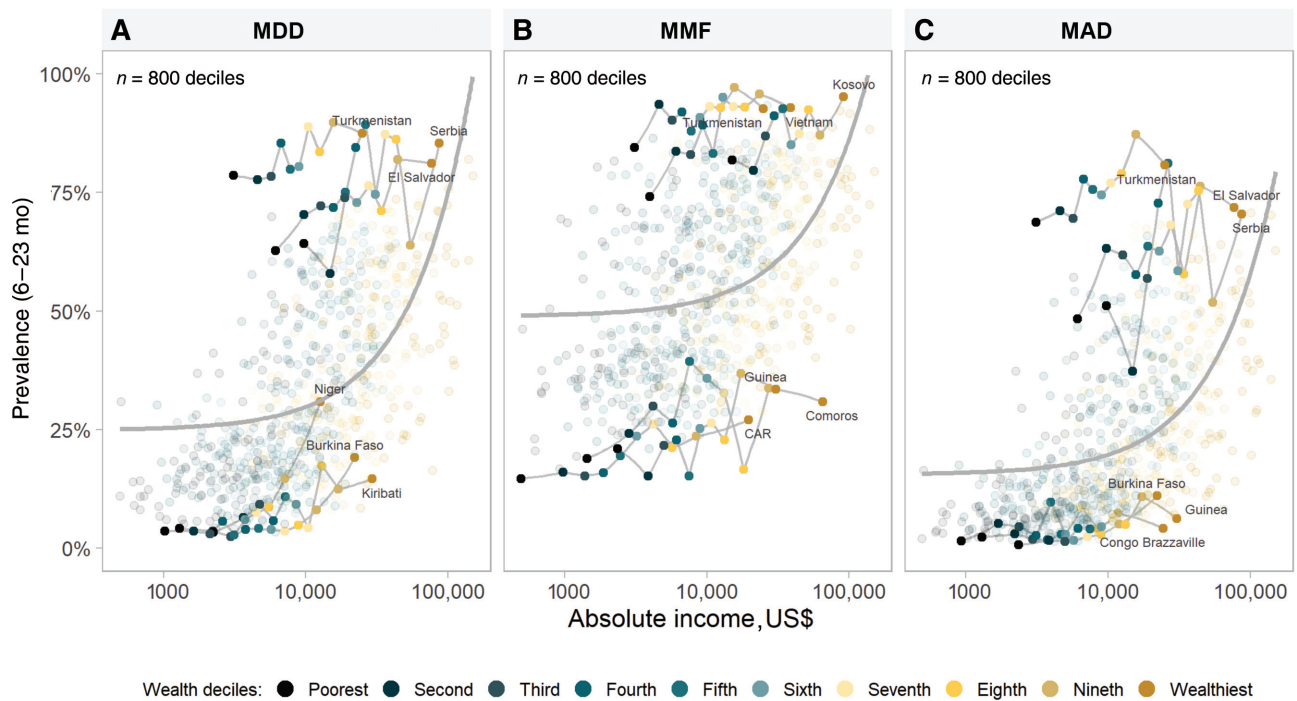 A MDD
B MMF
C MAD
Prevalence (6–23 mo)
100%
75%
50%
25%
0%
n = 800 deciles
Turkmenistan
Serbia
El Salvador
Niger
Burkina Faso
Kiribati
1000 10,000 100,000
n = 800 deciles
Kosovo
Turkmenistan
Vietnam
Guinea
Comoros
CAR
1000 10,000 100,000
n = 800 deciles
Turkmenistan
El Salvador
Serbia
Burkina Faso
Guinea
Congo Brazzaville
1000 10,000 100,000
Absolute income, US$
Wealth deciles: Poorest Second Third Fourth Fifth Sixth Seventh Eighth Nineth Wealthiest